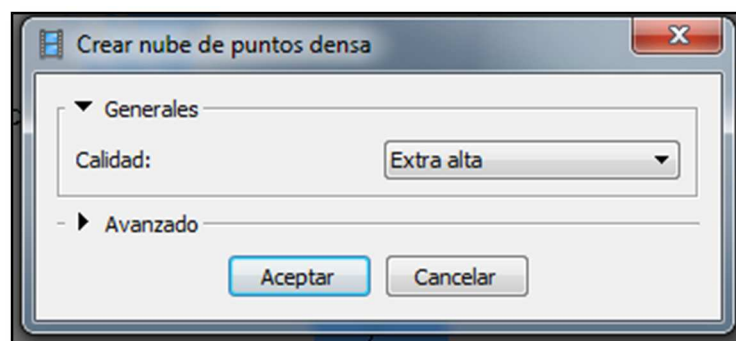 Crear nube de puntos densa
Generales
Calidad: Extra alta
Avanzado
Aceptar Cancelar